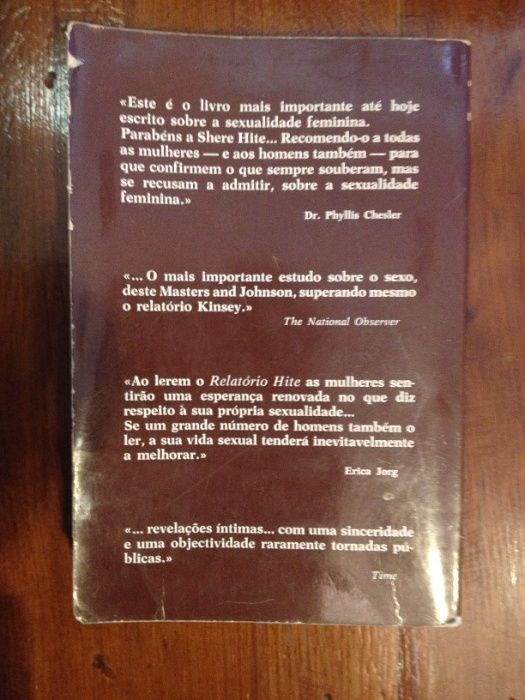 «Este é o livro mais importante até hoje
escrito sobre a sexualidade feminina.
Parabéns a Shere Hite... Recomendo-o a todas
as mulheres — e aos homens também — para
que confirmem o que sempre souberam, mas
se recusam a admitir, sobre a sexualidade
feminina.»
Dr. Phyllis Chesler
«... O mais importante estudo sobre o sexo,
deste Masters and Johnson, superando mesmo
o relatório Kinsey.»
The National Observer
«Ao lerem o Relatório Hite as mulheres sen-
tirão uma esperança renovada no que diz
respeito à sua própria sexualidade...
Se um grande número de homens também o
ler, a sua vida sexual tenderá inevitavelmente
a melhorar.»
Erica Jorg
«... revelações íntimas... com uma sinceridade
e uma objectividade raramente tornadas pú-
blicas.»
Time